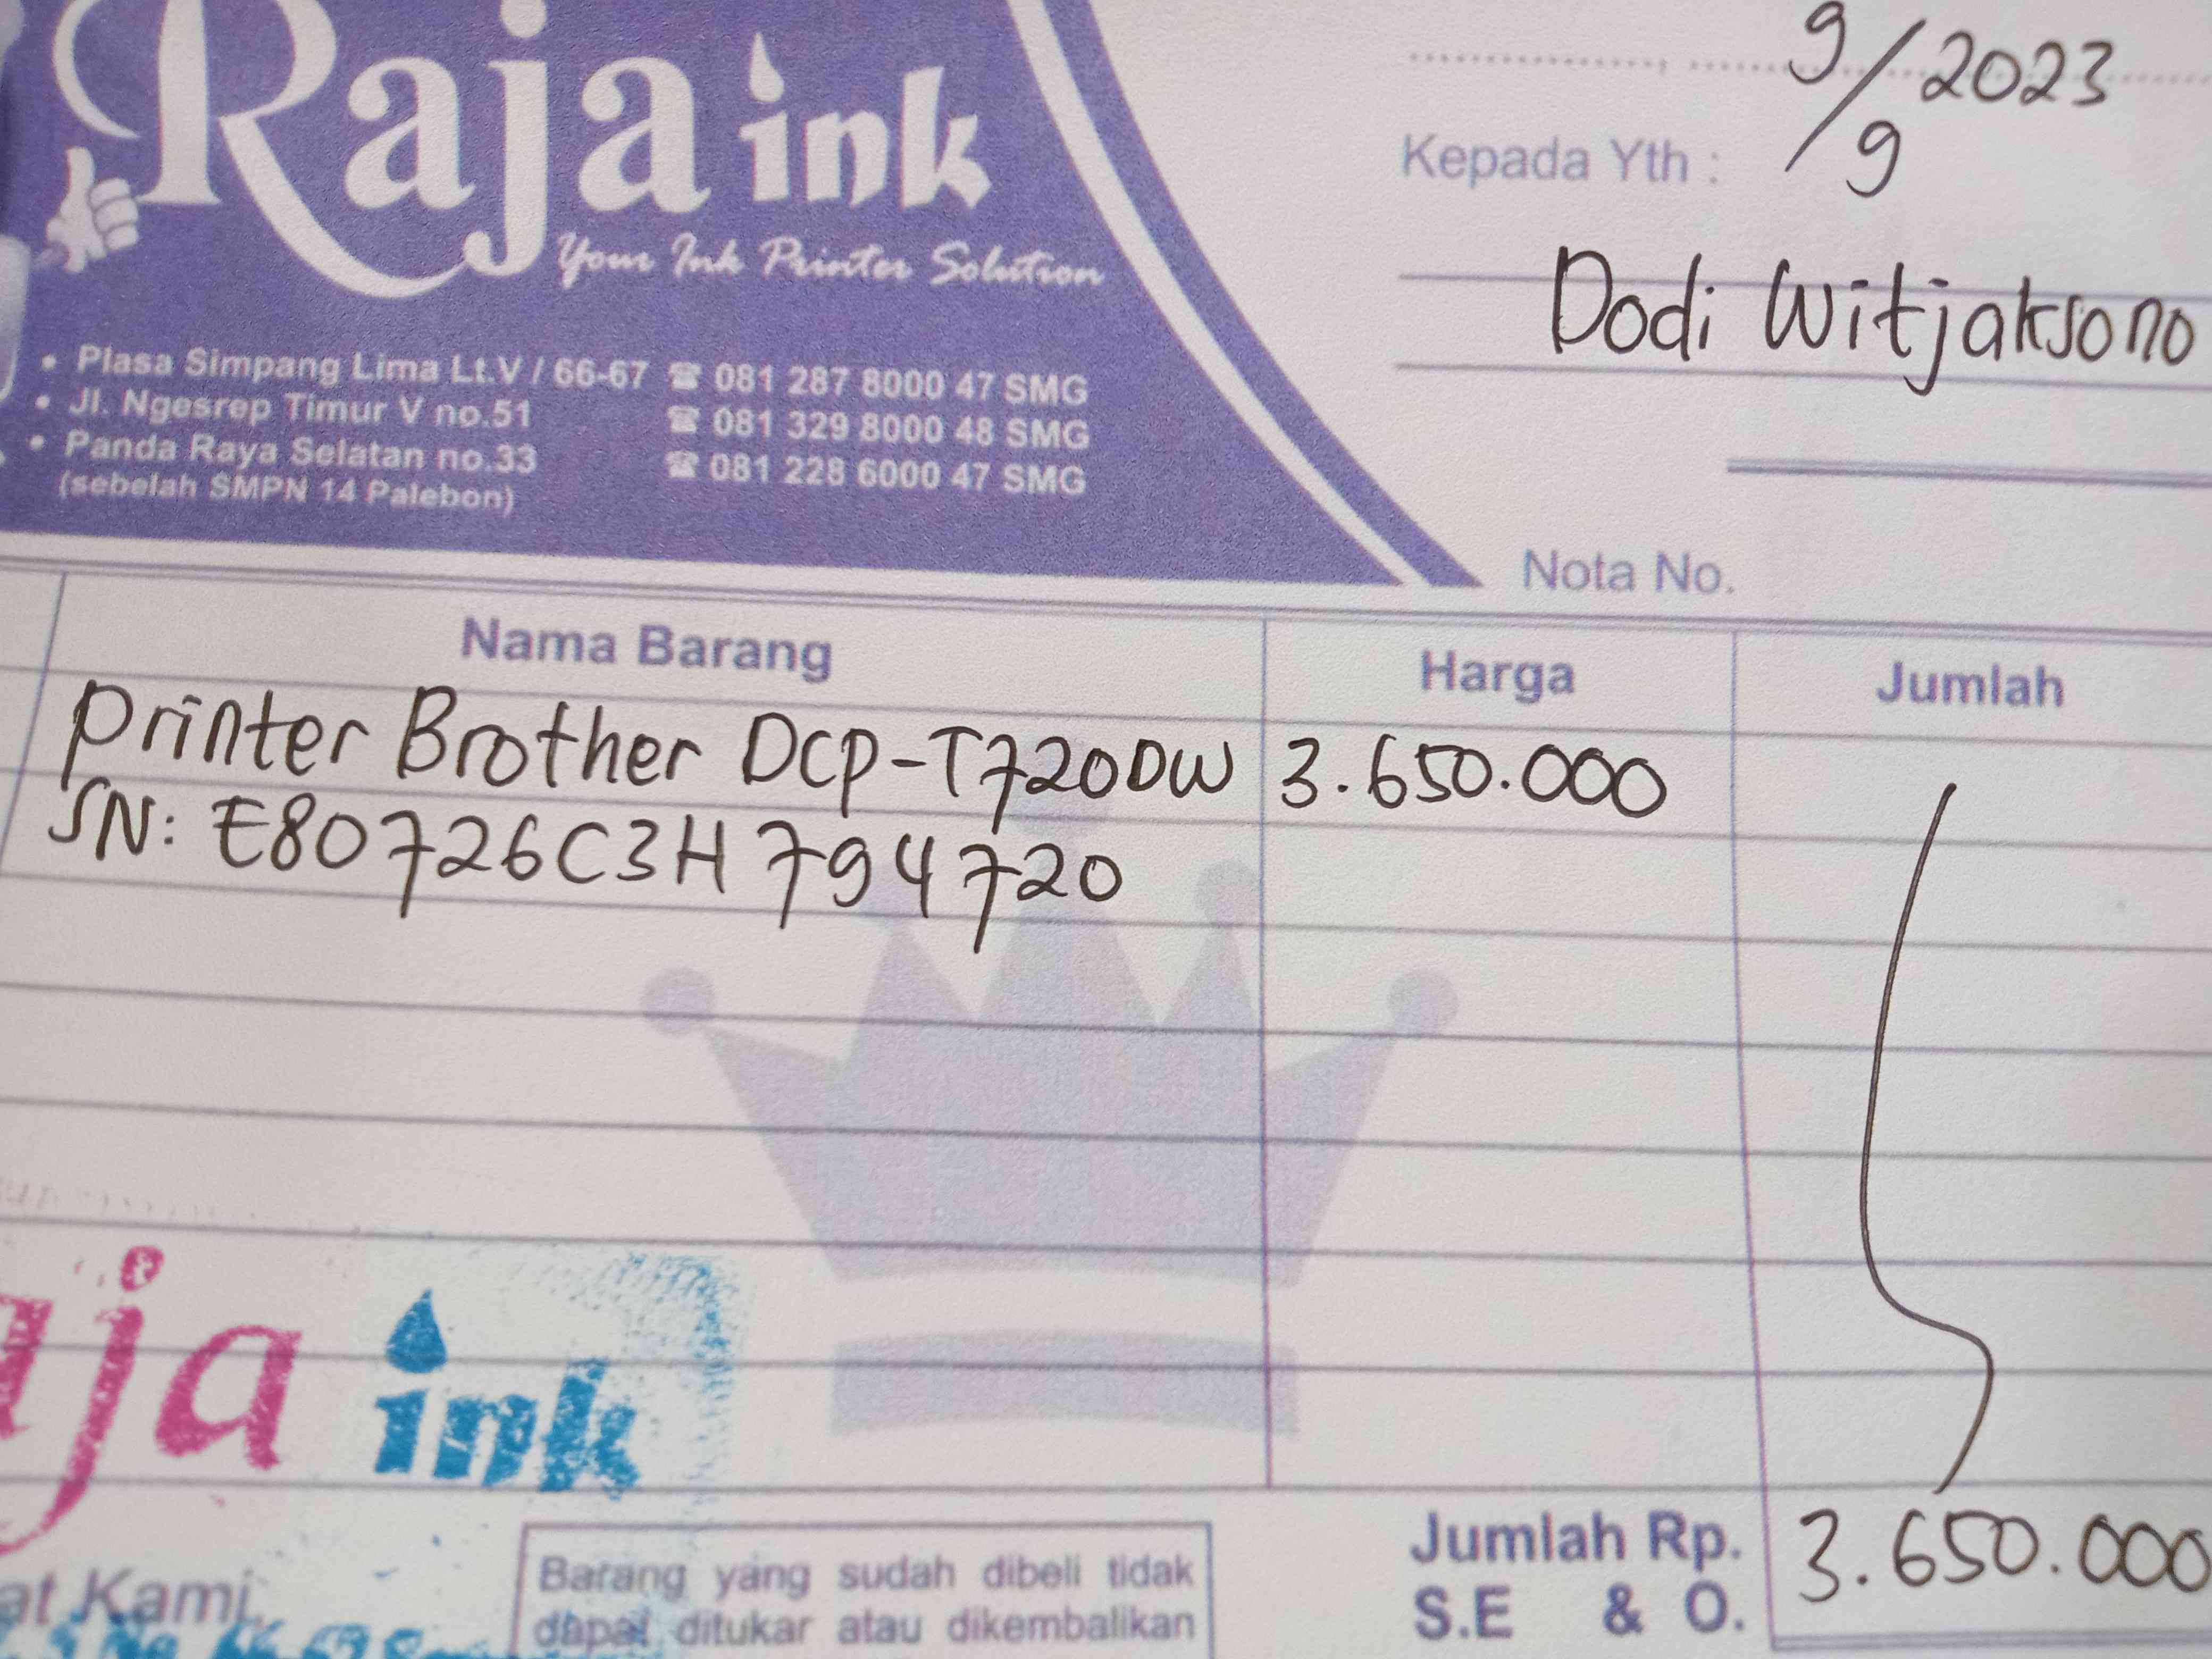 Raja ink
Your Ink Printer Solution
• Plasa Simpang Lima Lt.V / 66-67 ☎ 081 287 8000 47 SMG
• Jl. Ngesrep Timur V no.51 ☎ 081 329 8000 48 SMG
• Panda Raya Selatan no.33 ☎ 081 228 6000 47 SMG
(sebelah SMPN 14 Palebon)
9/9 2023
Kepada Yth :
Dodi Witjaksono
Nota No.
Nama Barang Harga Jumlah
Printer Brother DCP-T720DW 3.650.000
SN: E80726C3H794720
aja ink
at Kami,
Barang yang sudah dibeli tidak
dapat ditukar atau dikembalikan
Jumlah Rp. 3.650.000
S.E & O.